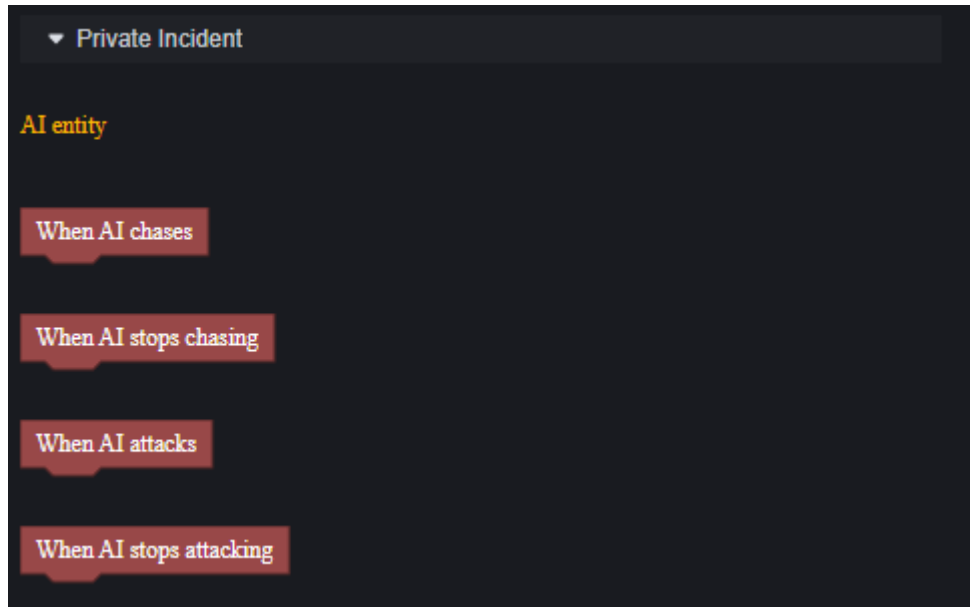 Private Incident
AI entity
When AI chases
When AI stops chasing
When AI attacks
When AI stops attacking